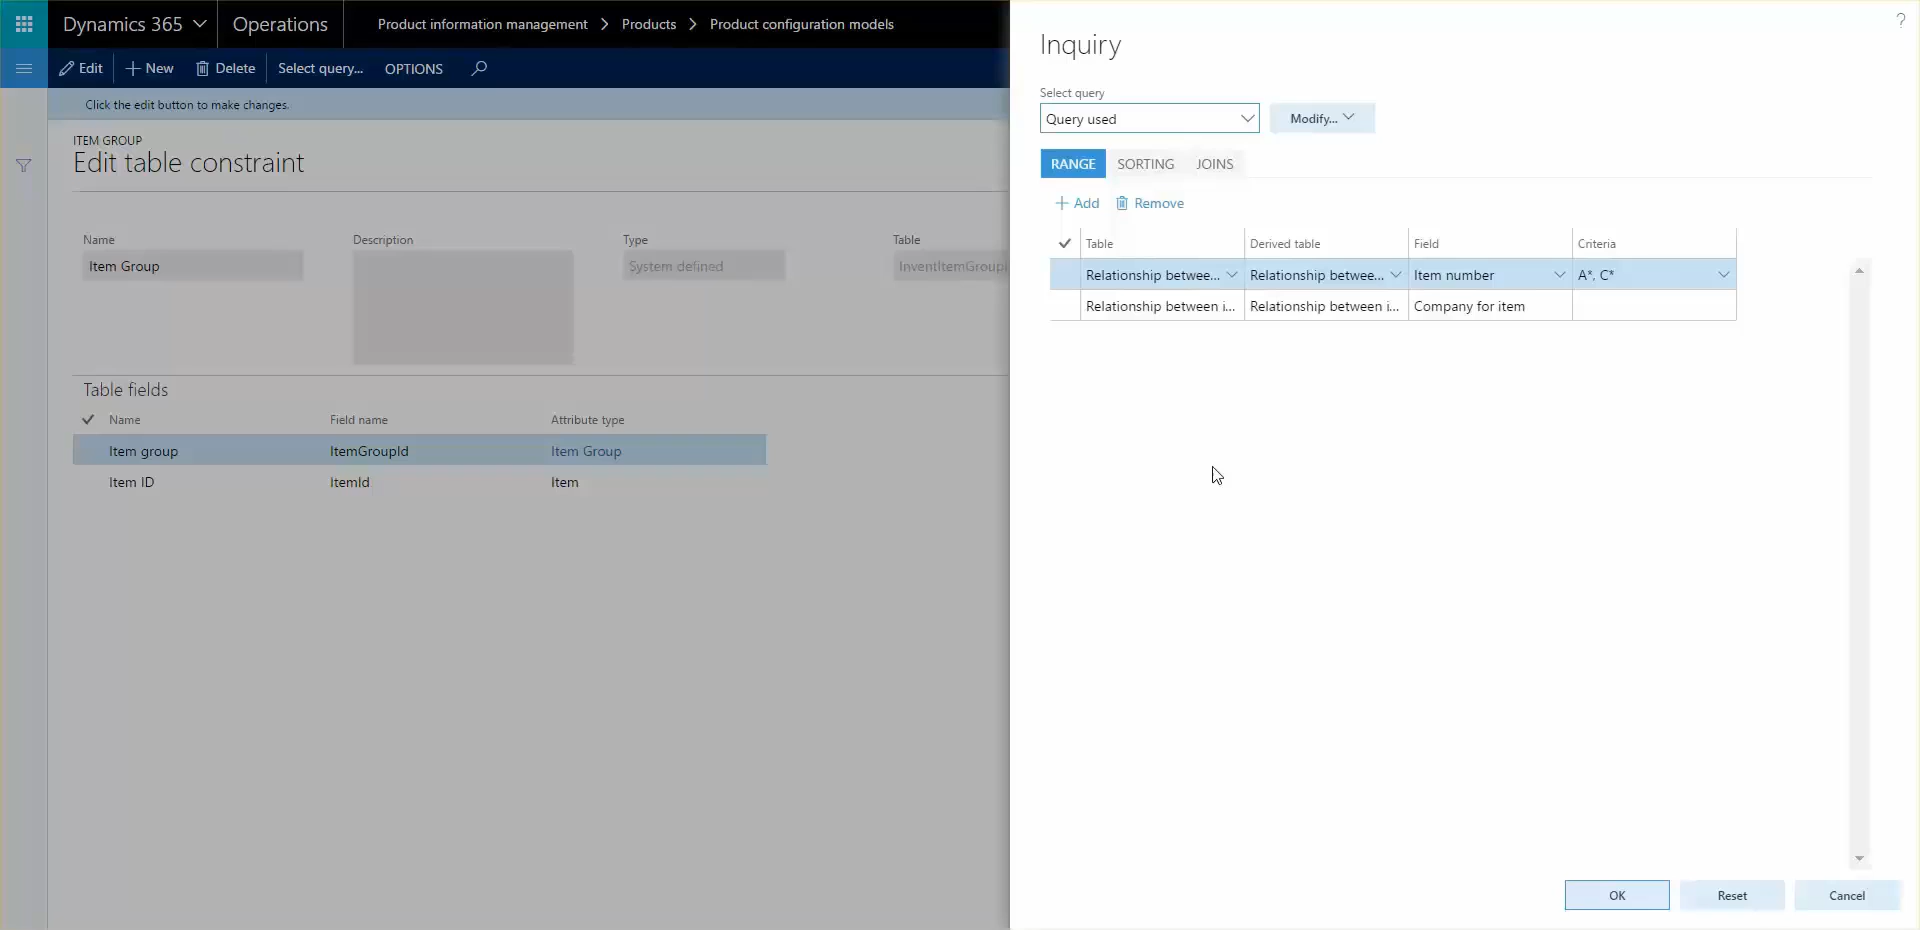 Dynamics 365
Operations
Product information management > Products > Product configuration models
Edit
New
Delete
Select query...
OPTIONS
Click the edit button to make changes.
ITEM GROUP
Edit table constraint
Name
Description
Type
Table
Item Group
System defined
InventItemGroupI
Table fields
Name
Field name
Attribute type
Item group
ItemGroupId
Item Group
Item ID
ItemId
Item
?
Inquiry
Select query
Query used
Modify...
RANGE
SORTING
JOINS
Add
Remove
Table
Derived table
Field
Criteria
Relationship betwee...
Relationship betwee...
Item number
A*, C*
Relationship between i...
Relationship between i...
Company for item
OK
Reset
Cancel